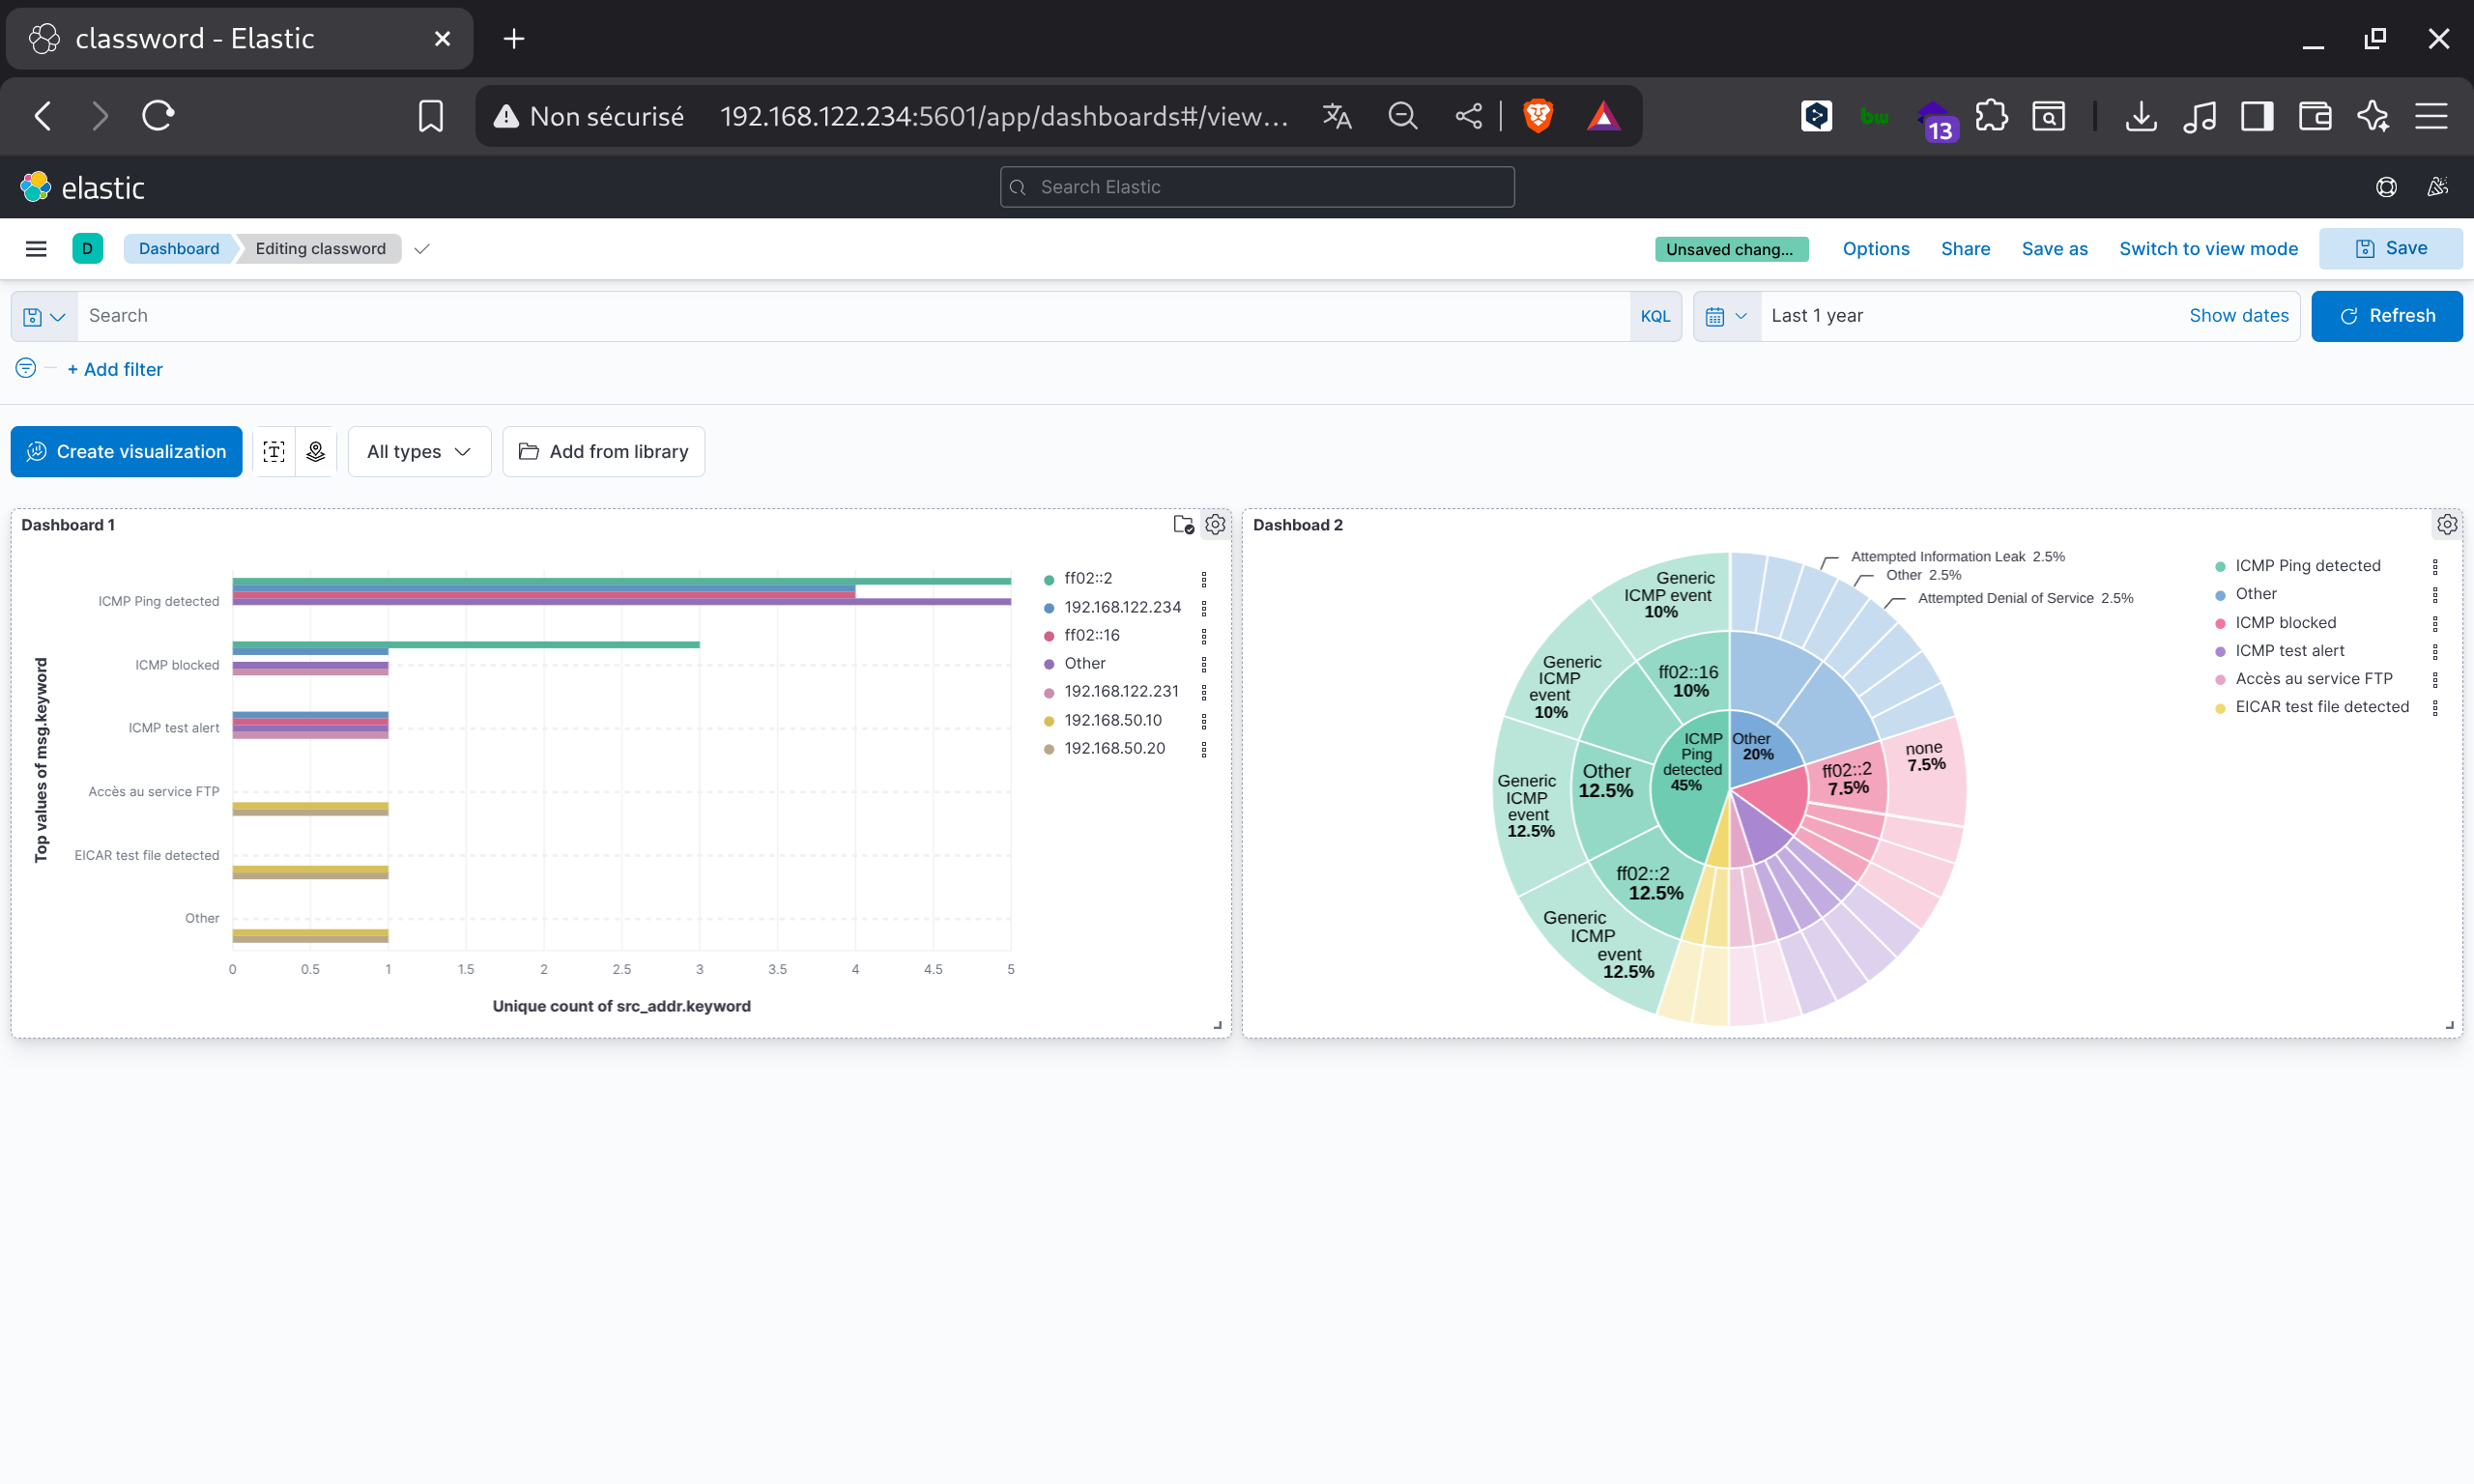 classword - Elastic
Non sécurisé 192.168.122.234:5601/app/dashboards#/view...
bw
13
elastic
Search Elastic
D
Dashboard
Editing classword
Unsaved chang...
Options
Share
Save as
Switch to view mode
Save
Search
KQL
Last 1 year
Show dates
Refresh
+ Add filter
Create visualization
All types
Add from library
Dashboard 1
ICMP Ping detected
ICMP blocked
ICMP test alert
Accès au service FTP
EICAR test file detected
Other
Top values of msg.keyword
0 0.5 1 1.5 2 2.5 3 3.5 4 4.5 5
Unique count of src_addr.keyword
ff02::2
192.168.122.234
ff02::16
Other
192.168.122.231
192.168.50.10
192.168.50.20
Dashboad 2
Attempted Information Leak 2.5%
Other 2.5%
Attempted Denial of Service 2.5%
Generic
ICMP event
10%
Generic
ICMP
event
10%
Generic
ICMP
event
12.5%
Generic
ICMP
event
12.5%
ff02::16
10%
Other
12.5%
ff02::2
12.5%
ICMP
Ping
detected
45%
Other
20%
ff02::2
7.5%
none
7.5%
ICMP Ping detected
Other
ICMP blocked
ICMP test alert
Accès au service FTP
EICAR test file detected